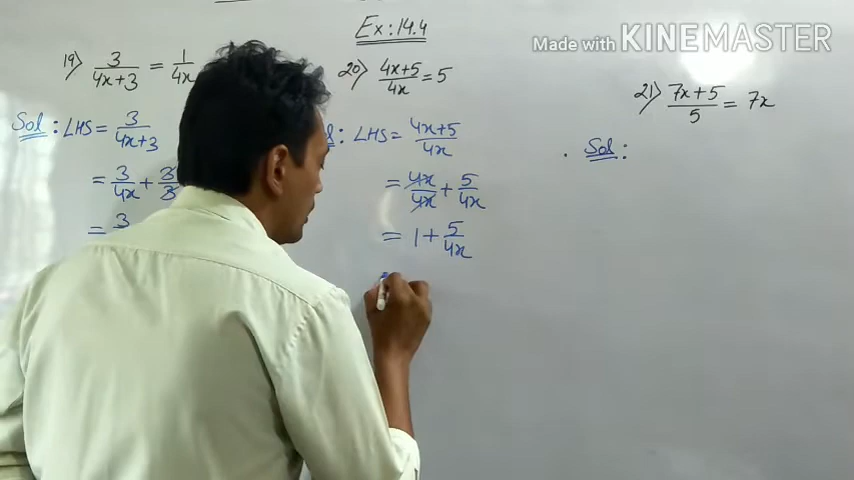 Ex: 14.4
Made with KINEMASTER
19) 3/(4x+3) = 1/4x
Sol: LHS = 3/(4x+3)
= 3/4x + 3/3
= 3
20) (4x+5)/4x = 5
LHS = (4x+5)/4x
= 4x/4x + 5/4x
= 1 + 5/4x
21) (7x+5)/5 = 7x
Sol: